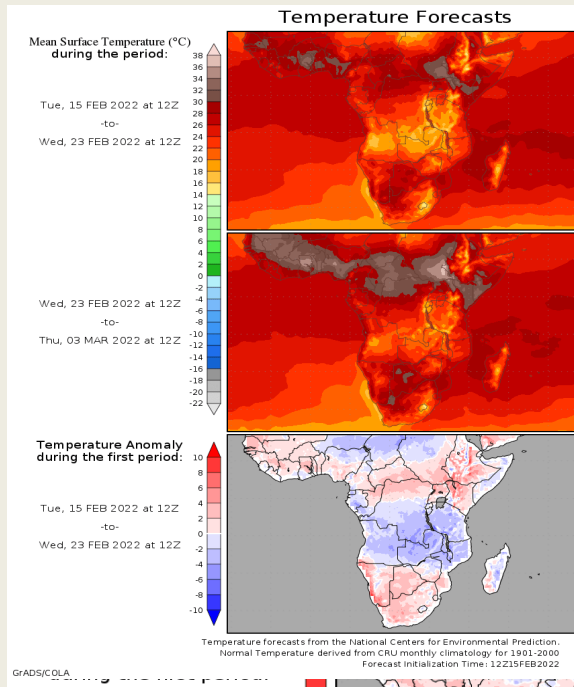 Temperature Forecasts
Mean Surface Temperature (°C)
during the period:
Tue, 15 FEB 2022 at 12Z
-to-
Wed, 23 FEB 2022 at 12Z
38
36
34
32
30
28
26
24
22
20
18
16
14
12
10
8
6
4
2
0
-2
-4
-6
-8
-10
-12
-14
-16
-18
-20
-22
Wed, 23 FEB 2022 at 12Z
-to-
Thu, 03 MAR 2022 at 12Z
Temperature Anomaly
during the first period:
Tue, 15 FEB 2022 at 12Z
-to-
Wed, 23 FEB 2022 at 12Z
10
8
6
4
2
0
-2
-4
-6
-8
-10
Temperature forecasts from the National Centers for Environmental Prediction.
Normal Temperature derived from CRU monthly climatology for 1901-2000
Forecast Initialization Time: 12Z15FEB2022
GrADS/COLA
during the first period: